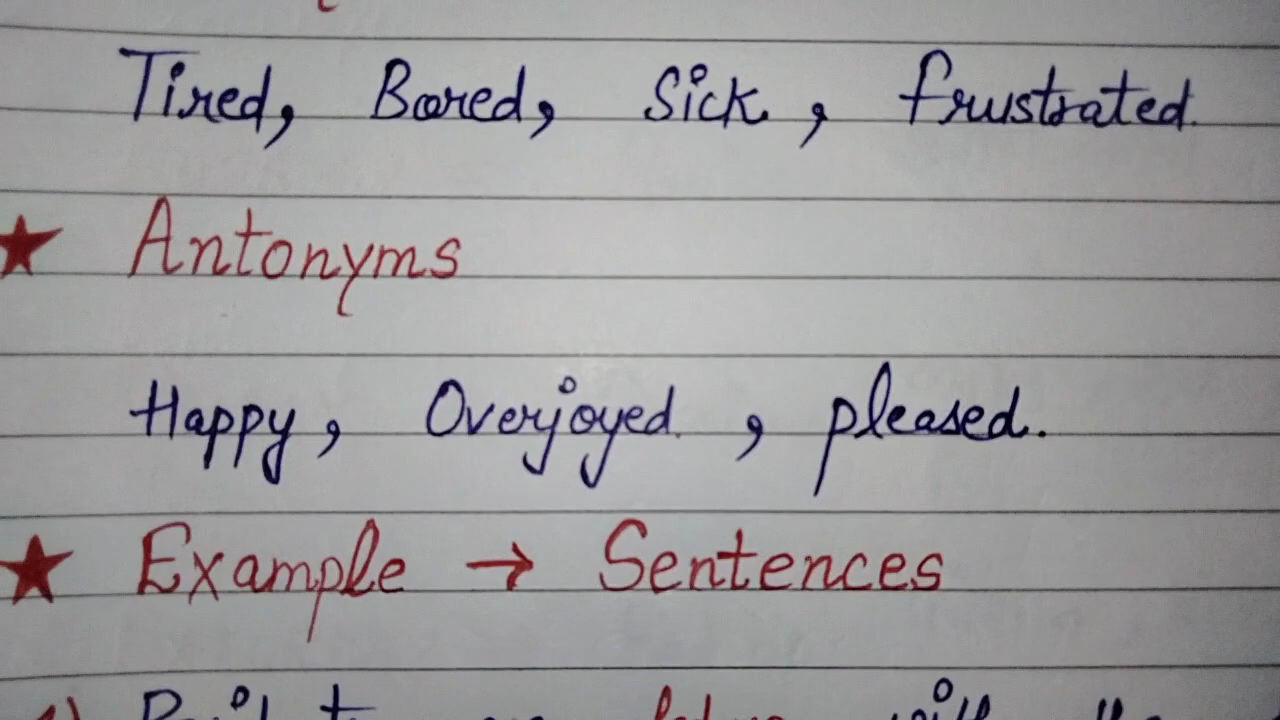 Tired, Bored, Sick, frustrated.
★ Antonyms
Happy, Overjoyed, pleased.
★ Example → Sentences